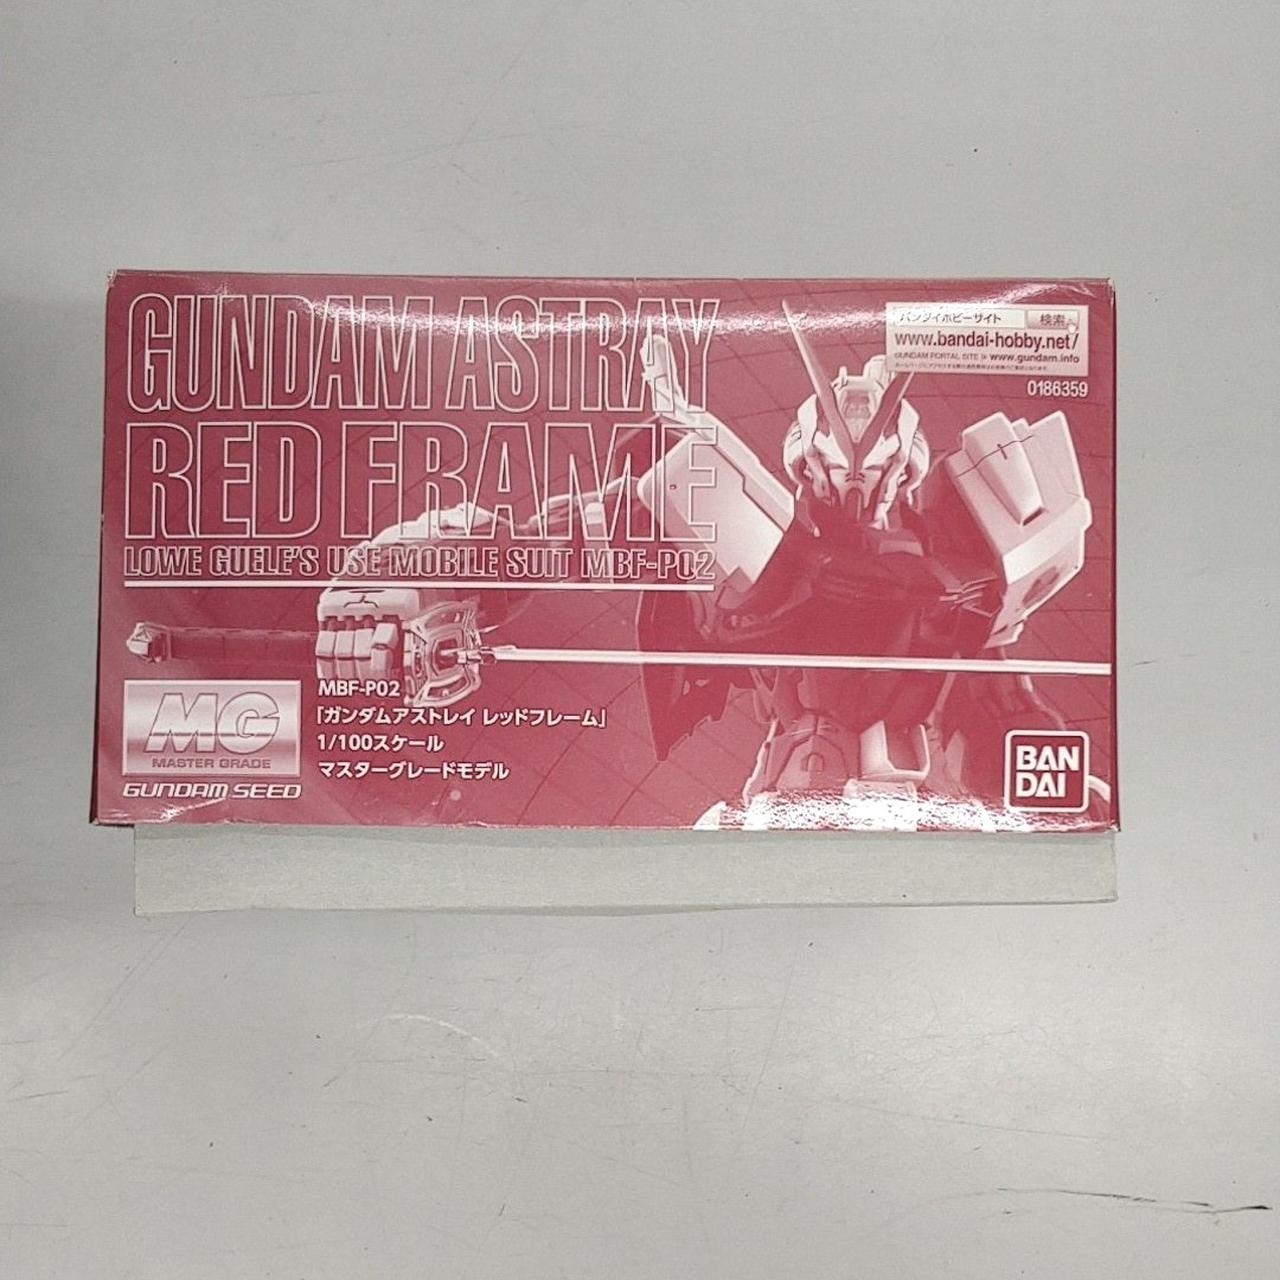 GUNDAM ASTRAY
RED FRAME
LOWE GUELE'S USE MOBILE SUIT MBF-P02
バンダイホビーサイト 検索
www.bandai-hobby.net/
GUNDAM PORTAL SITE ≫ www.gundam.info
0186359
MG
MASTER GRADE
GUNDAM SEED
MBF-P02
「ガンダムアストレイ レッドフレーム」
1/100スケール
マスターグレードモデル
BAN
DAI